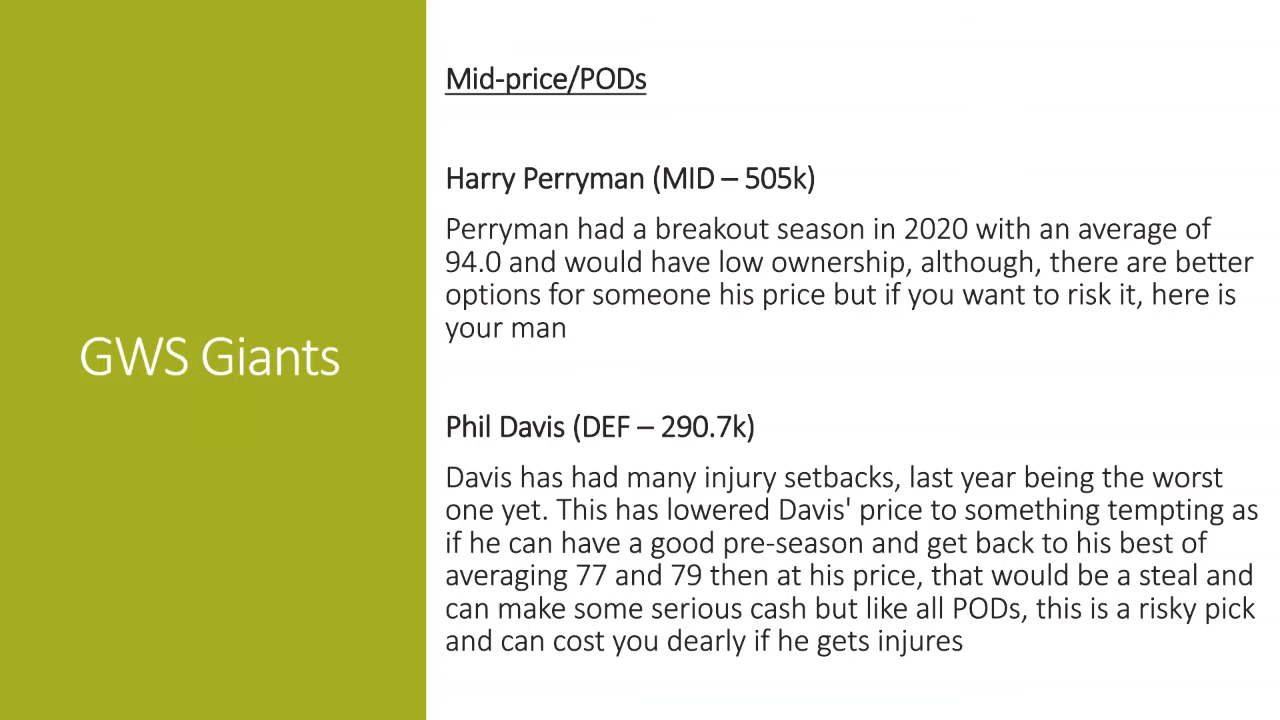 GWS Giants
Mid-price/PODs
Harry Perryman (MID – 505k)
Perryman had a breakout season in 2020 with an average of
94.0 and would have low ownership, although, there are better
options for someone his price but if you want to risk it, here is
your man
Phil Davis (DEF – 290.7k)
Davis has had many injury setbacks, last year being the worst
one yet. This has lowered Davis' price to something tempting as
if he can have a good pre-season and get back to his best of
averaging 77 and 79 then at his price, that would be a steal and
can make some serious cash but like all PODs, this is a risky pick
and can cost you dearly if he gets injures